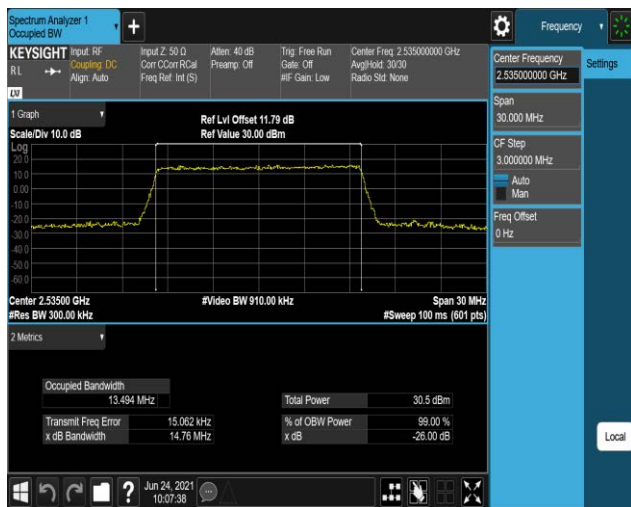 Spectrum Analyzer 1
Occupied BW
+
Frequency
KEYSIGHT
RL
LXI
Input: RF
Coupling: DC
Align: Auto
Input Z: 50 Ω
Corr CCorr RCal
Freq Ref: Int (S)
Atten: 40 dB
Preamp: Off
Trig: Free Run
Gate: Off
#IF Gain: Low
Center Freq: 2.535000000 GHz
Avg|Hold: 30/30
Radio Std: None
Center Frequency
2.535000000 GHz
Settings
Span
30.000 MHz
CF Step
3.000000 MHz
Auto
Man
Freq Offset
0 Hz
Local
1 Graph
Scale/Div 10.0 dB
Ref Lvl Offset 11.79 dB
Ref Value 30.00 dBm
Log
20.0
10.0
0.00
-10.0
-20.0
-30.0
-40.0
-50.0
-60.0
Center 2.53500 GHz
#Video BW 910.00 kHz
Span 30 MHz
#Res BW 300.00 kHz
#Sweep 100 ms (601 pts)
2 Metrics
Occupied Bandwidth
13.494 MHz
Total Power 30.5 dBm
Transmit Freq Error 15.062 kHz
% of OBW Power 99.00 %
x dB Bandwidth 14.76 MHz
x dB -26.00 dB
?
Jun 24, 2021
10:07:38